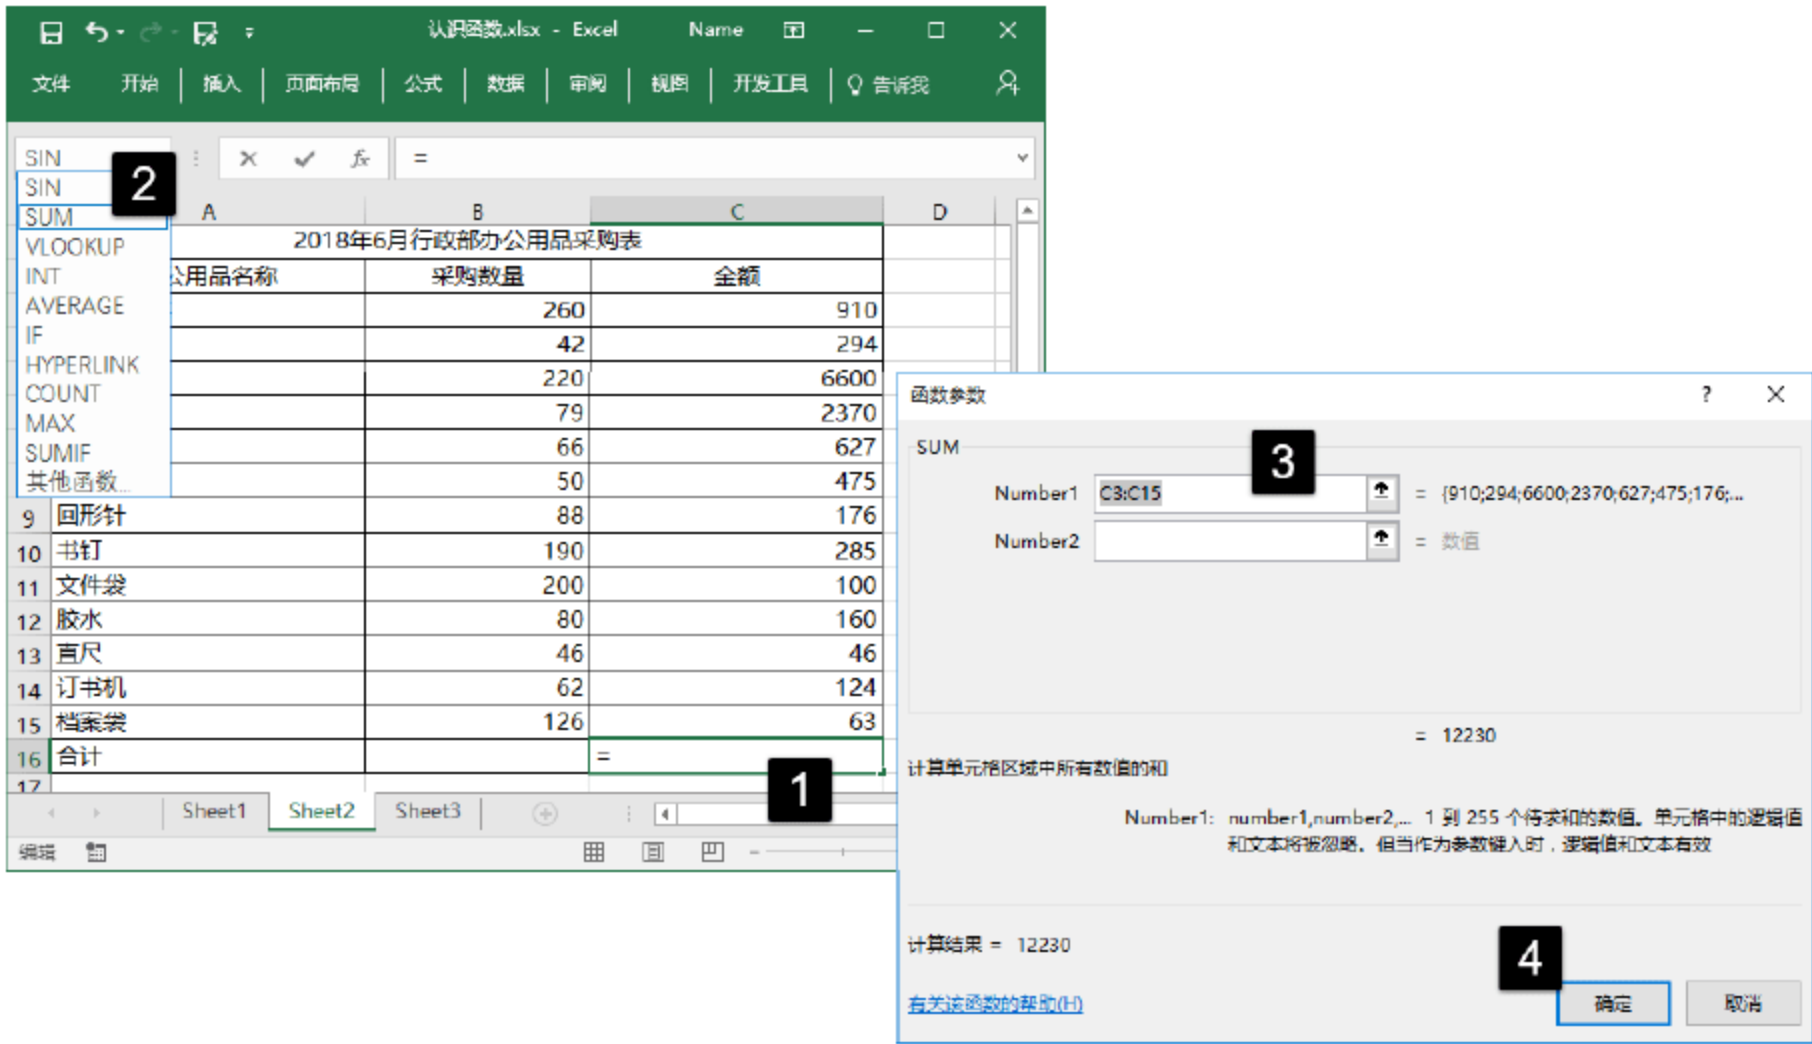 认识函数.xlsx - Excel Name
文件 开始 插入 页面布局 公式 数据 审阅 视图 开发工具 告诉我
SIN fx =
SIN
SUM
VLOOKUP
INT
AVERAGE
IF
HYPERLINK
COUNT
MAX
SUMIF
其他函数...
2
A B C D
2018年6月行政部办公用品采购表
公用品名称 采购数量 金额
260 910
42 294
220 6600
79 2370
66 627
50 475
9 回形针 88 176
10 书钉 190 285
11 文件袋 200 100
12 胶水 80 160
13 直尺 46 46
14 订书机 62 124
15 档案袋 126 63
16 合计 =
17
1
Sheet1 Sheet2 Sheet3
编辑
函数参数 ?
SUM
3
Number1 C3:C15 = {910;294;6600;2370;627;475;176;...
Number2 = 数值
= 12230
计算单元格区域中所有数值的和
Number1: number1,number2,... 1 到 255 个待求和的数值。单元格中的逻辑值
和文本将被忽略。但当作为参数键入时，逻辑值和文本有效
计算结果 = 12230
4
有关该函数的帮助(H)
确定 取消